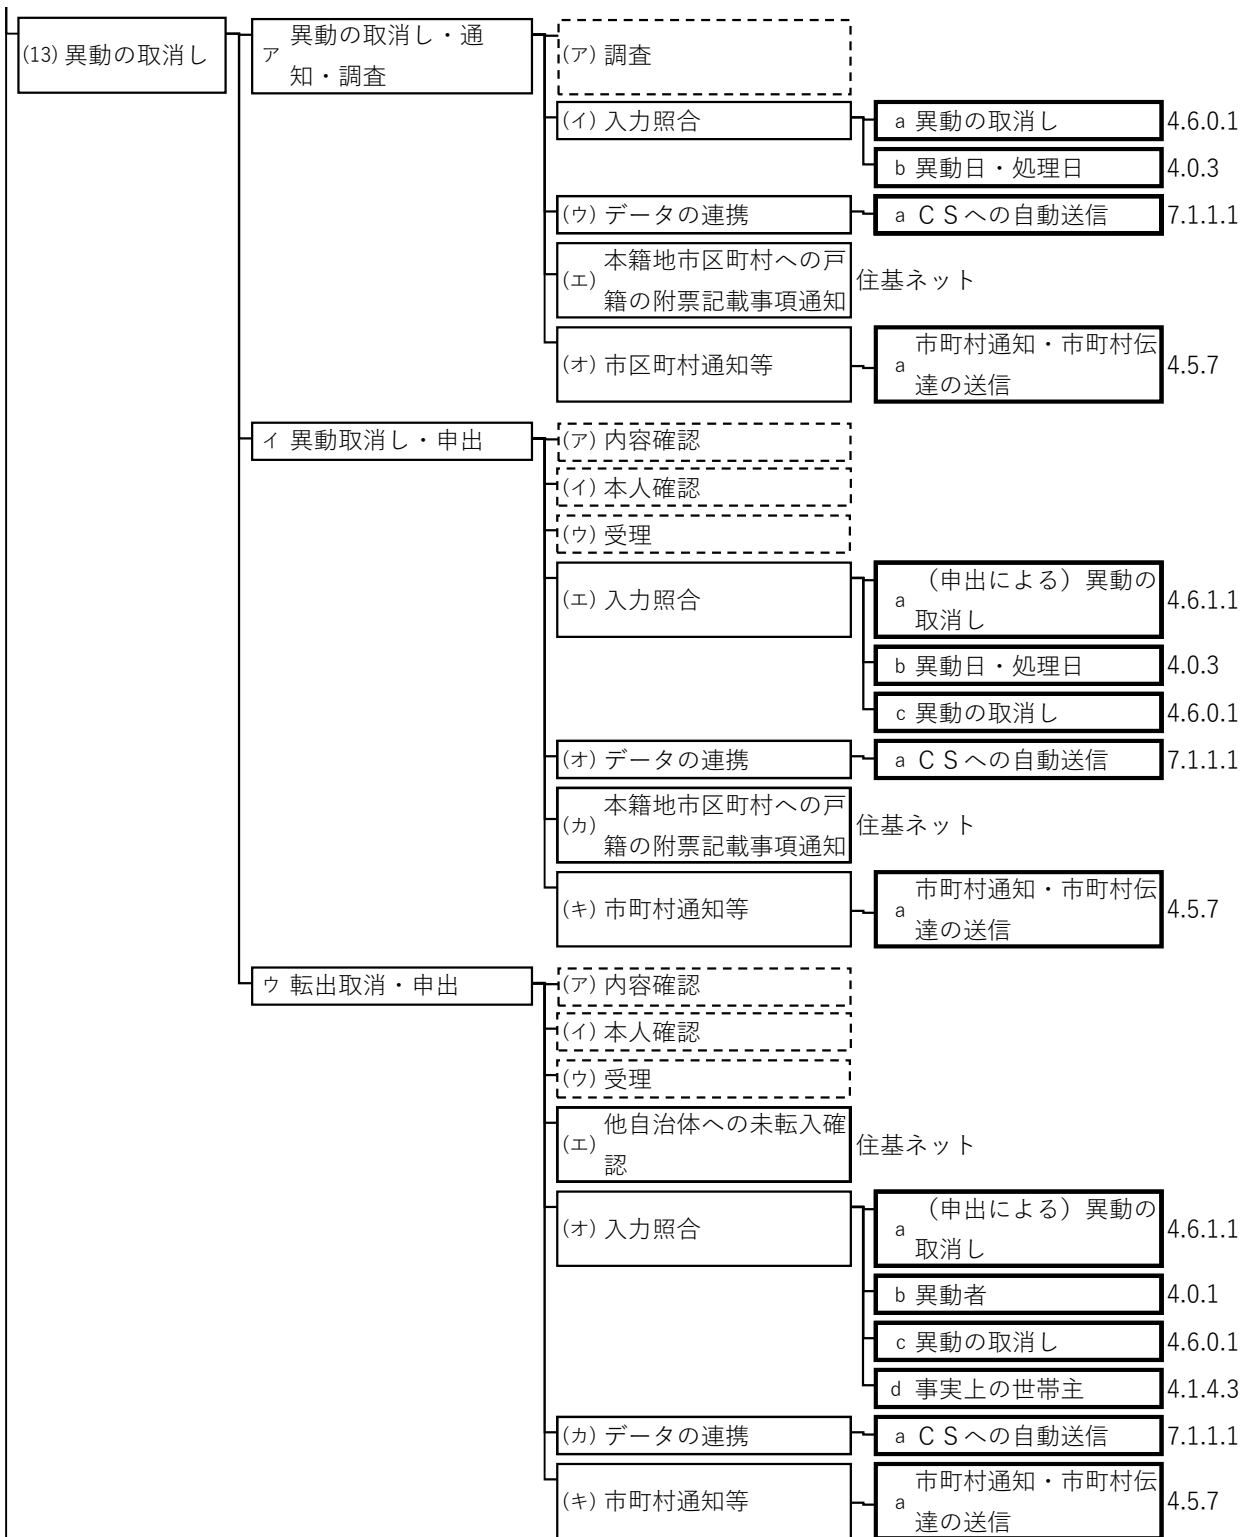 (13) 異動の取消し
ア 異動の取消し・通
知・調査
(ア) 調査
(イ) 入力照合
a 異動の取消し 4.6.0.1
b 異動日・処理日 4.0.3
(ウ) データの連携
a ＣＳへの自動送信 7.1.1.1
(エ) 本籍地市区町村への戸
籍の附票記載事項通知
住基ネット
(オ) 市区町村通知等
a 市町村通知・市町村伝
達の送信
4.5.7
イ 異動取消し・申出
(ア) 内容確認
(イ) 本人確認
(ウ) 受理
(エ) 入力照合
a （申出による）異動の
取消し
4.6.1.1
b 異動日・処理日 4.0.3
c 異動の取消し 4.6.0.1
(オ) データの連携
a ＣＳへの自動送信 7.1.1.1
(カ) 本籍地市区町村への戸
籍の附票記載事項通知
住基ネット
(キ) 市町村通知等
a 市町村通知・市町村伝
達の送信
4.5.7
ウ 転出取消・申出
(ア) 内容確認
(イ) 本人確認
(ウ) 受理
(エ) 他自治体への未転入確
認
住基ネット
(オ) 入力照合
a （申出による）異動の
取消し
4.6.1.1
b 異動者 4.0.1
c 異動の取消し 4.6.0.1
d 事実上の世帯主 4.1.4.3
(カ) データの連携
a ＣＳへの自動送信 7.1.1.1
(キ) 市町村通知等
a 市町村通知・市町村伝
達の送信
4.5.7